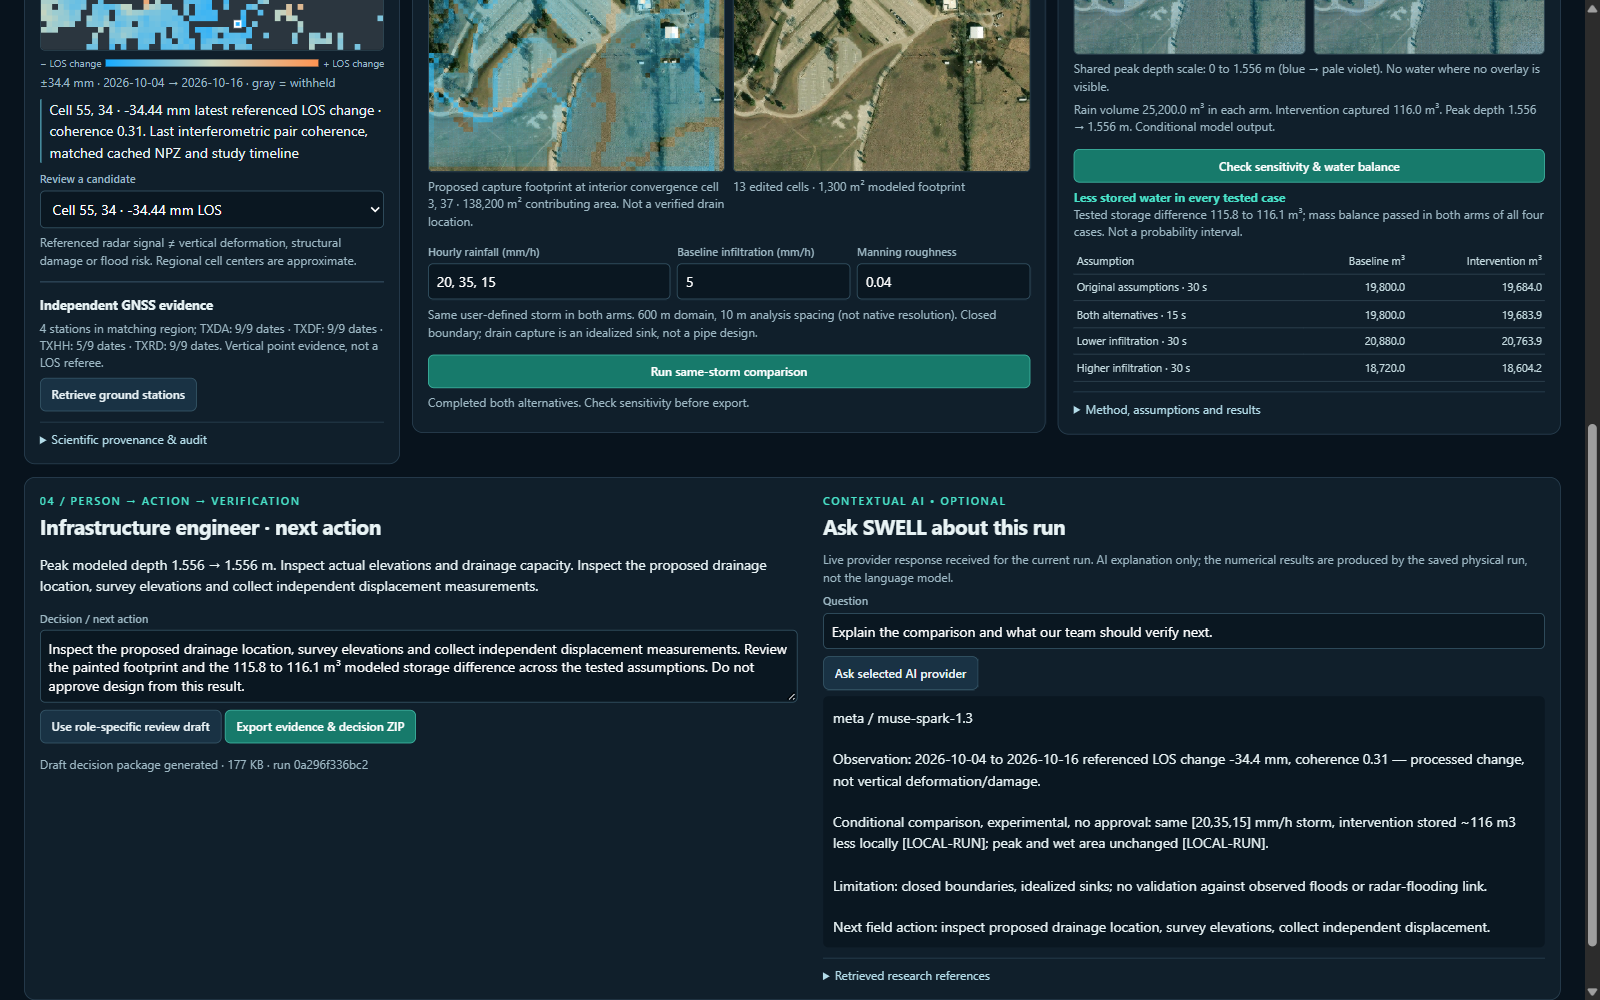 − LOS change
+ LOS change
±34.4 mm · 2026-10-04 → 2026-10-16 · gray = withheld
Cell 55, 34 · -34.44 mm latest referenced LOS change ·
coherence 0.31. Last interferometric pair coherence,
matched cached NPZ and study timeline
Review a candidate
Cell 55, 34 · -34.44 mm LOS
Referenced radar signal ≠ vertical deformation, structural
damage or flood risk. Regional cell centers are approximate.
Independent GNSS evidence
4 stations in matching region; TXDA: 9/9 dates · TXDF: 9/9 dates ·
TXHH: 5/9 dates · TXRD: 9/9 dates. Vertical point evidence, not a
LOS referee.
Retrieve ground stations
▶ Scientific provenance & audit
Proposed capture footprint at interior convergence cell
3, 37 · 138,200 m² contributing area. Not a verified drain
location.
13 edited cells · 1,300 m² modeled footprint
Hourly rainfall (mm/h)
Baseline infiltration (mm/h)
Manning roughness
20, 35, 15
5
0.04
Same user-defined storm in both arms. 600 m domain, 10 m analysis spacing (not native resolution). Closed
boundary; drain capture is an idealized sink, not a pipe design.
Run same-storm comparison
Completed both alternatives. Check sensitivity before export.
Shared peak depth scale: 0 to 1.556 m (blue → pale violet). No water where no overlay is
visible.
Rain volume 25,200.0 m³ in each arm. Intervention captured 116.0 m³. Peak depth 1.556
→ 1.556 m. Conditional model output.
Check sensitivity & water balance
Less stored water in every tested case
Tested storage difference 115.8 to 116.1 m³; mass balance passed in both arms of all four
cases. Not a probability interval.
Assumption Baseline m³ Intervention m³
Original assumptions · 30 s 19,800.0 19,684.0
Both alternatives · 15 s 19,800.0 19,683.9
Lower infiltration · 30 s 20,880.0 20,763.9
Higher infiltration · 30 s 18,720.0 18,604.2
▶ Method, assumptions and results
04 / PERSON → ACTION → VERIFICATION
Infrastructure engineer · next action
Peak modeled depth 1.556 → 1.556 m. Inspect actual elevations and drainage capacity. Inspect the proposed drainage
location, survey elevations and collect independent displacement measurements.
Decision / next action
Inspect the proposed drainage location, survey elevations and collect independent displacement measurements. Review
the painted footprint and the 115.8 to 116.1 m³ modeled storage difference across the tested assumptions. Do not
approve design from this result.
Use role-specific review draft
Export evidence & decision ZIP
Draft decision package generated · 177 KB · run 0a296f336bc2
CONTEXTUAL AI • OPTIONAL
Ask SWELL about this run
Live provider response received for the current run. AI explanation only; the numerical results are produced by the saved physical run,
not the language model.
Question
Explain the comparison and what our team should verify next.
Ask selected AI provider
meta / muse-spark-1.3
Observation: 2026-10-04 to 2026-10-16 referenced LOS change -34.4 mm, coherence 0.31 — processed change,
not vertical deformation/damage.
Conditional comparison, experimental, no approval: same [20,35,15] mm/h storm, intervention stored ~116 m3
less locally [LOCAL-RUN]; peak and wet area unchanged [LOCAL-RUN].
Limitation: closed boundaries, idealized sinks; no validation against observed floods or radar-flooding link.
Next field action: inspect proposed drainage location, survey elevations, collect independent displacement.
▶ Retrieved research references